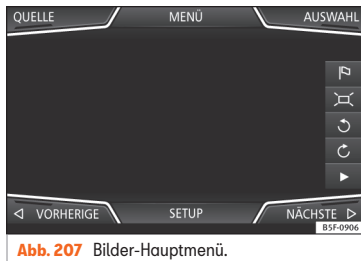 QUELLE MENÜ AUSWAHL
VORHERIGE SETUP NÄCHSTE
B5F-0906
Abb. 207 Bilder-Hauptmenü.